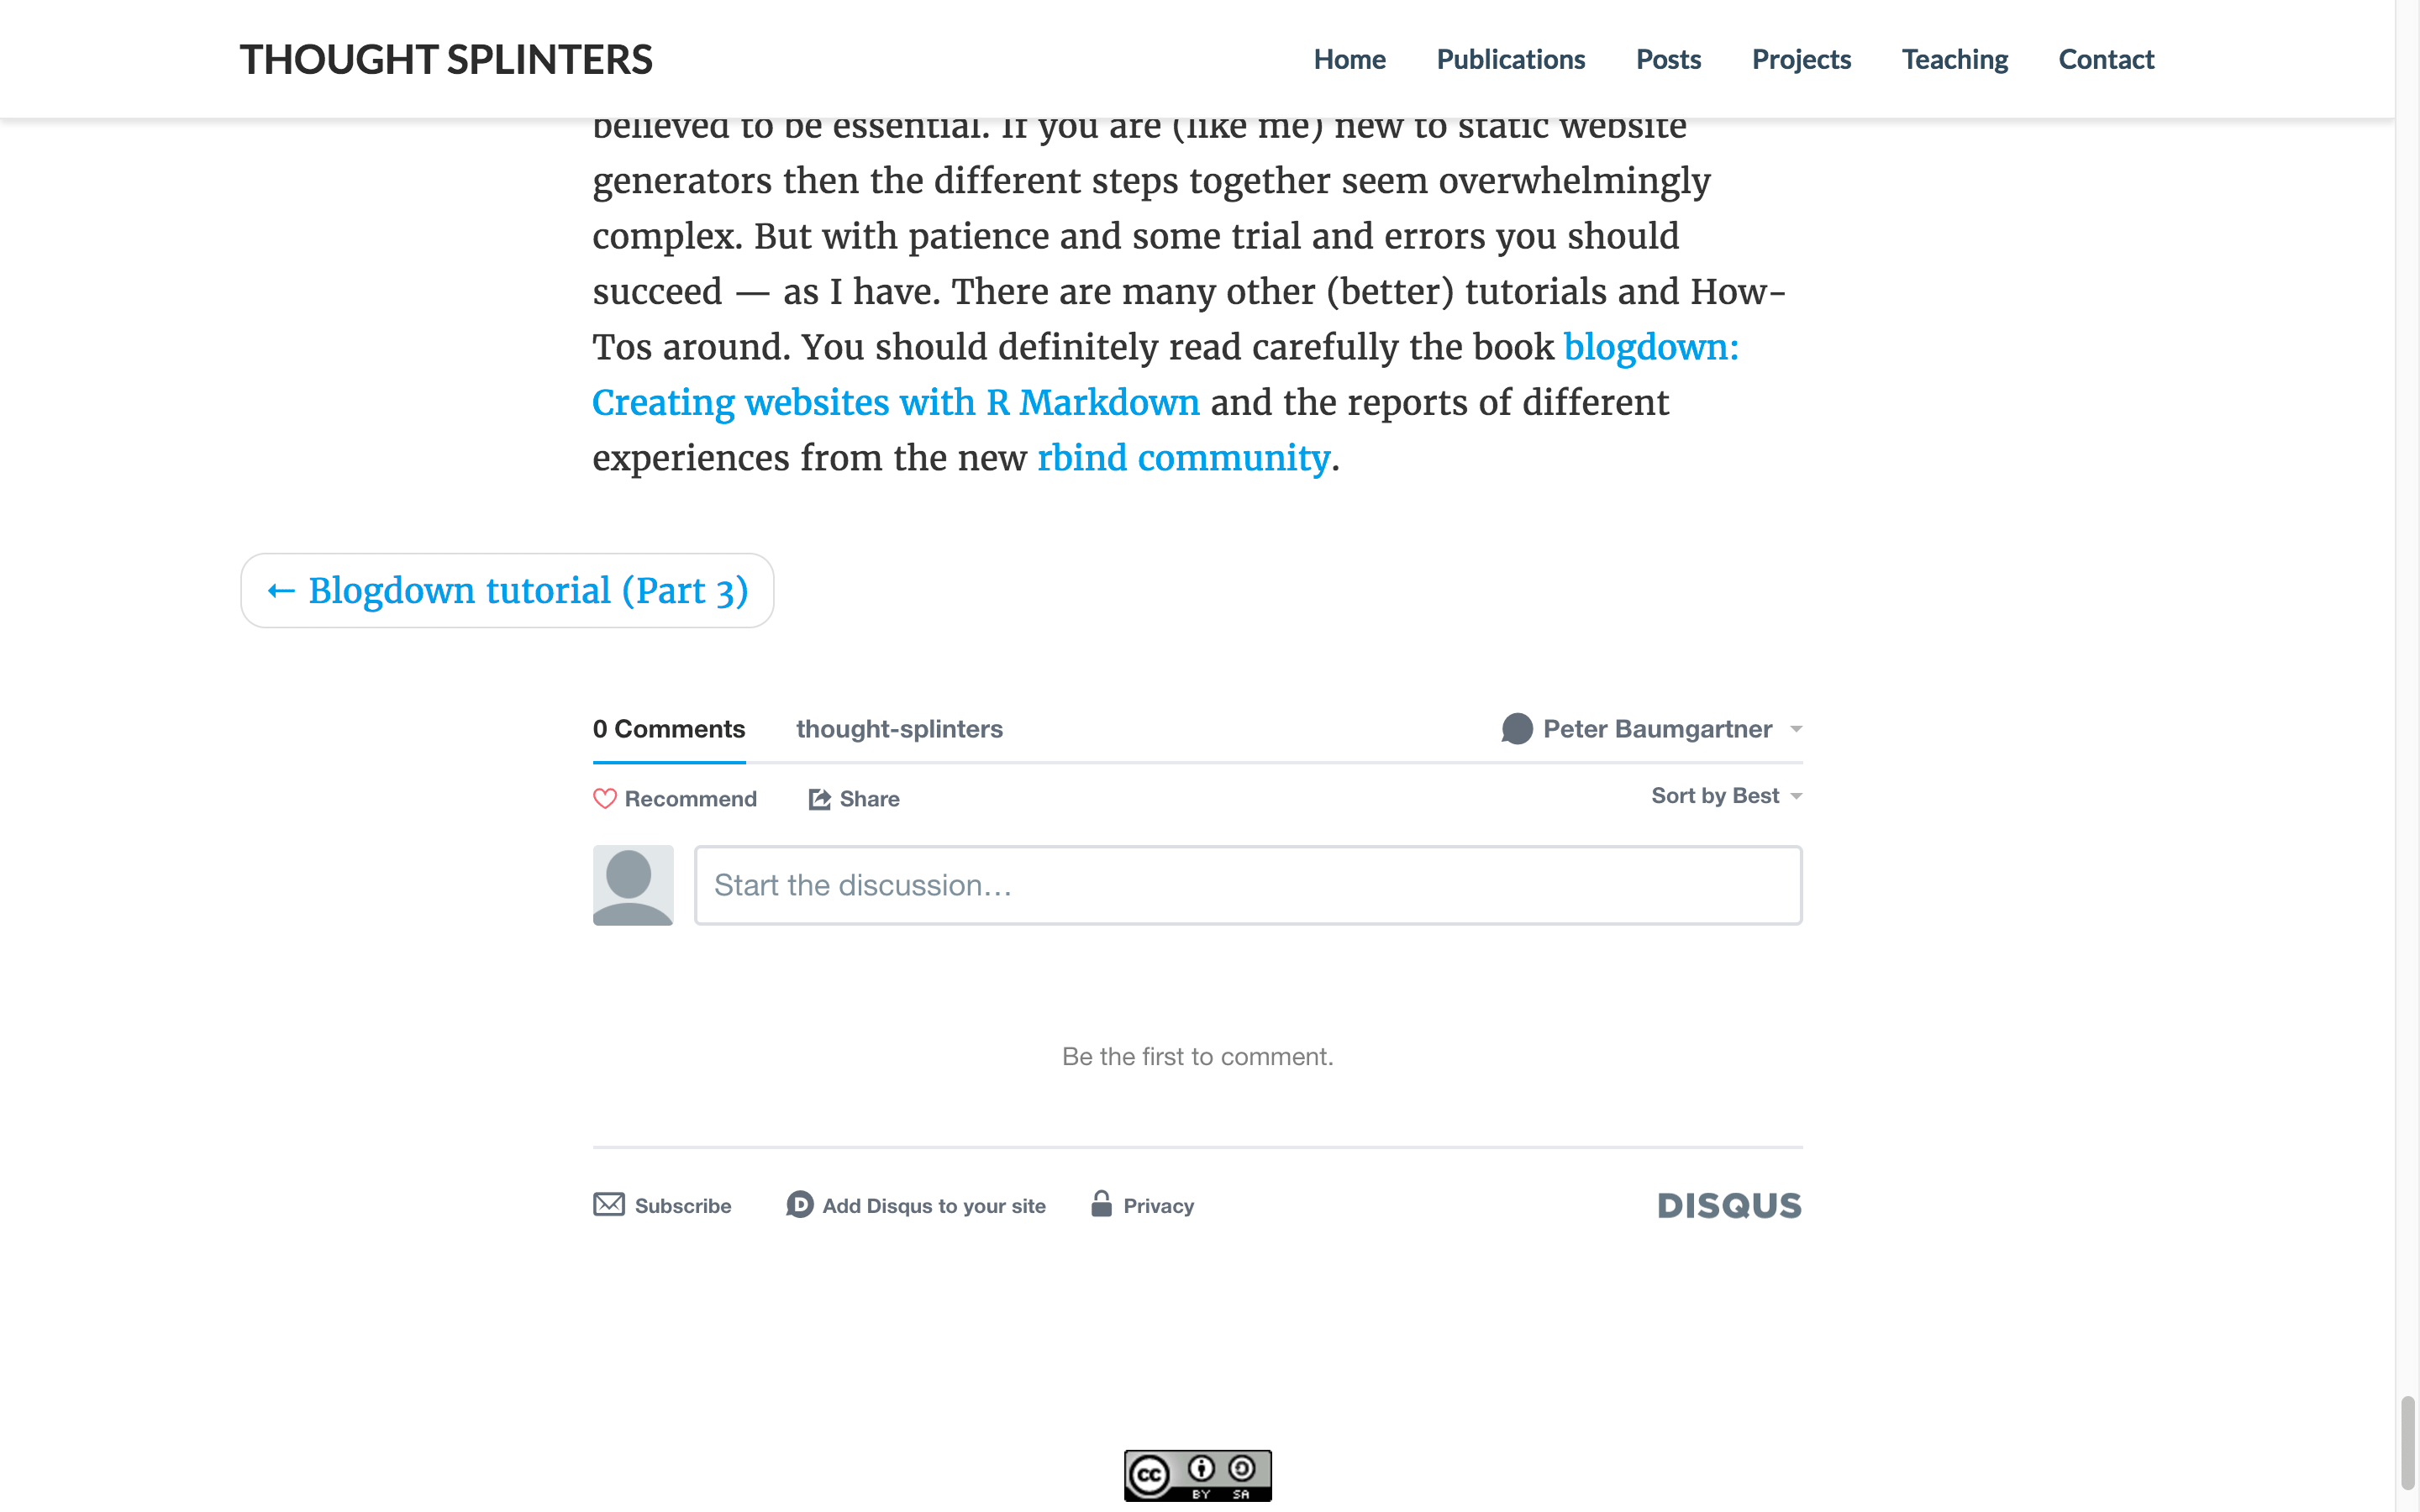 THOUGHT SPLINTERS
Home Publications Posts Projects Teaching Contact
believed to be essential. If you are (like me) new to static website
generators then the different steps together seem overwhelmingly
complex. But with patience and some trial and errors you should
succeed — as I have. There are many other (better) tutorials and How-
Tos around. You should definitely read carefully the book blogdown:
Creating websites with R Markdown and the reports of different
experiences from the new rbind community.
← Blogdown tutorial (Part 3)
0 Comments thought-splinters Peter Baumgartner
Recommend Share Sort by Best
Start the discussion…
Be the first to comment.
Subscribe D Add Disqus to your site Privacy DISQUS
cc BY SA